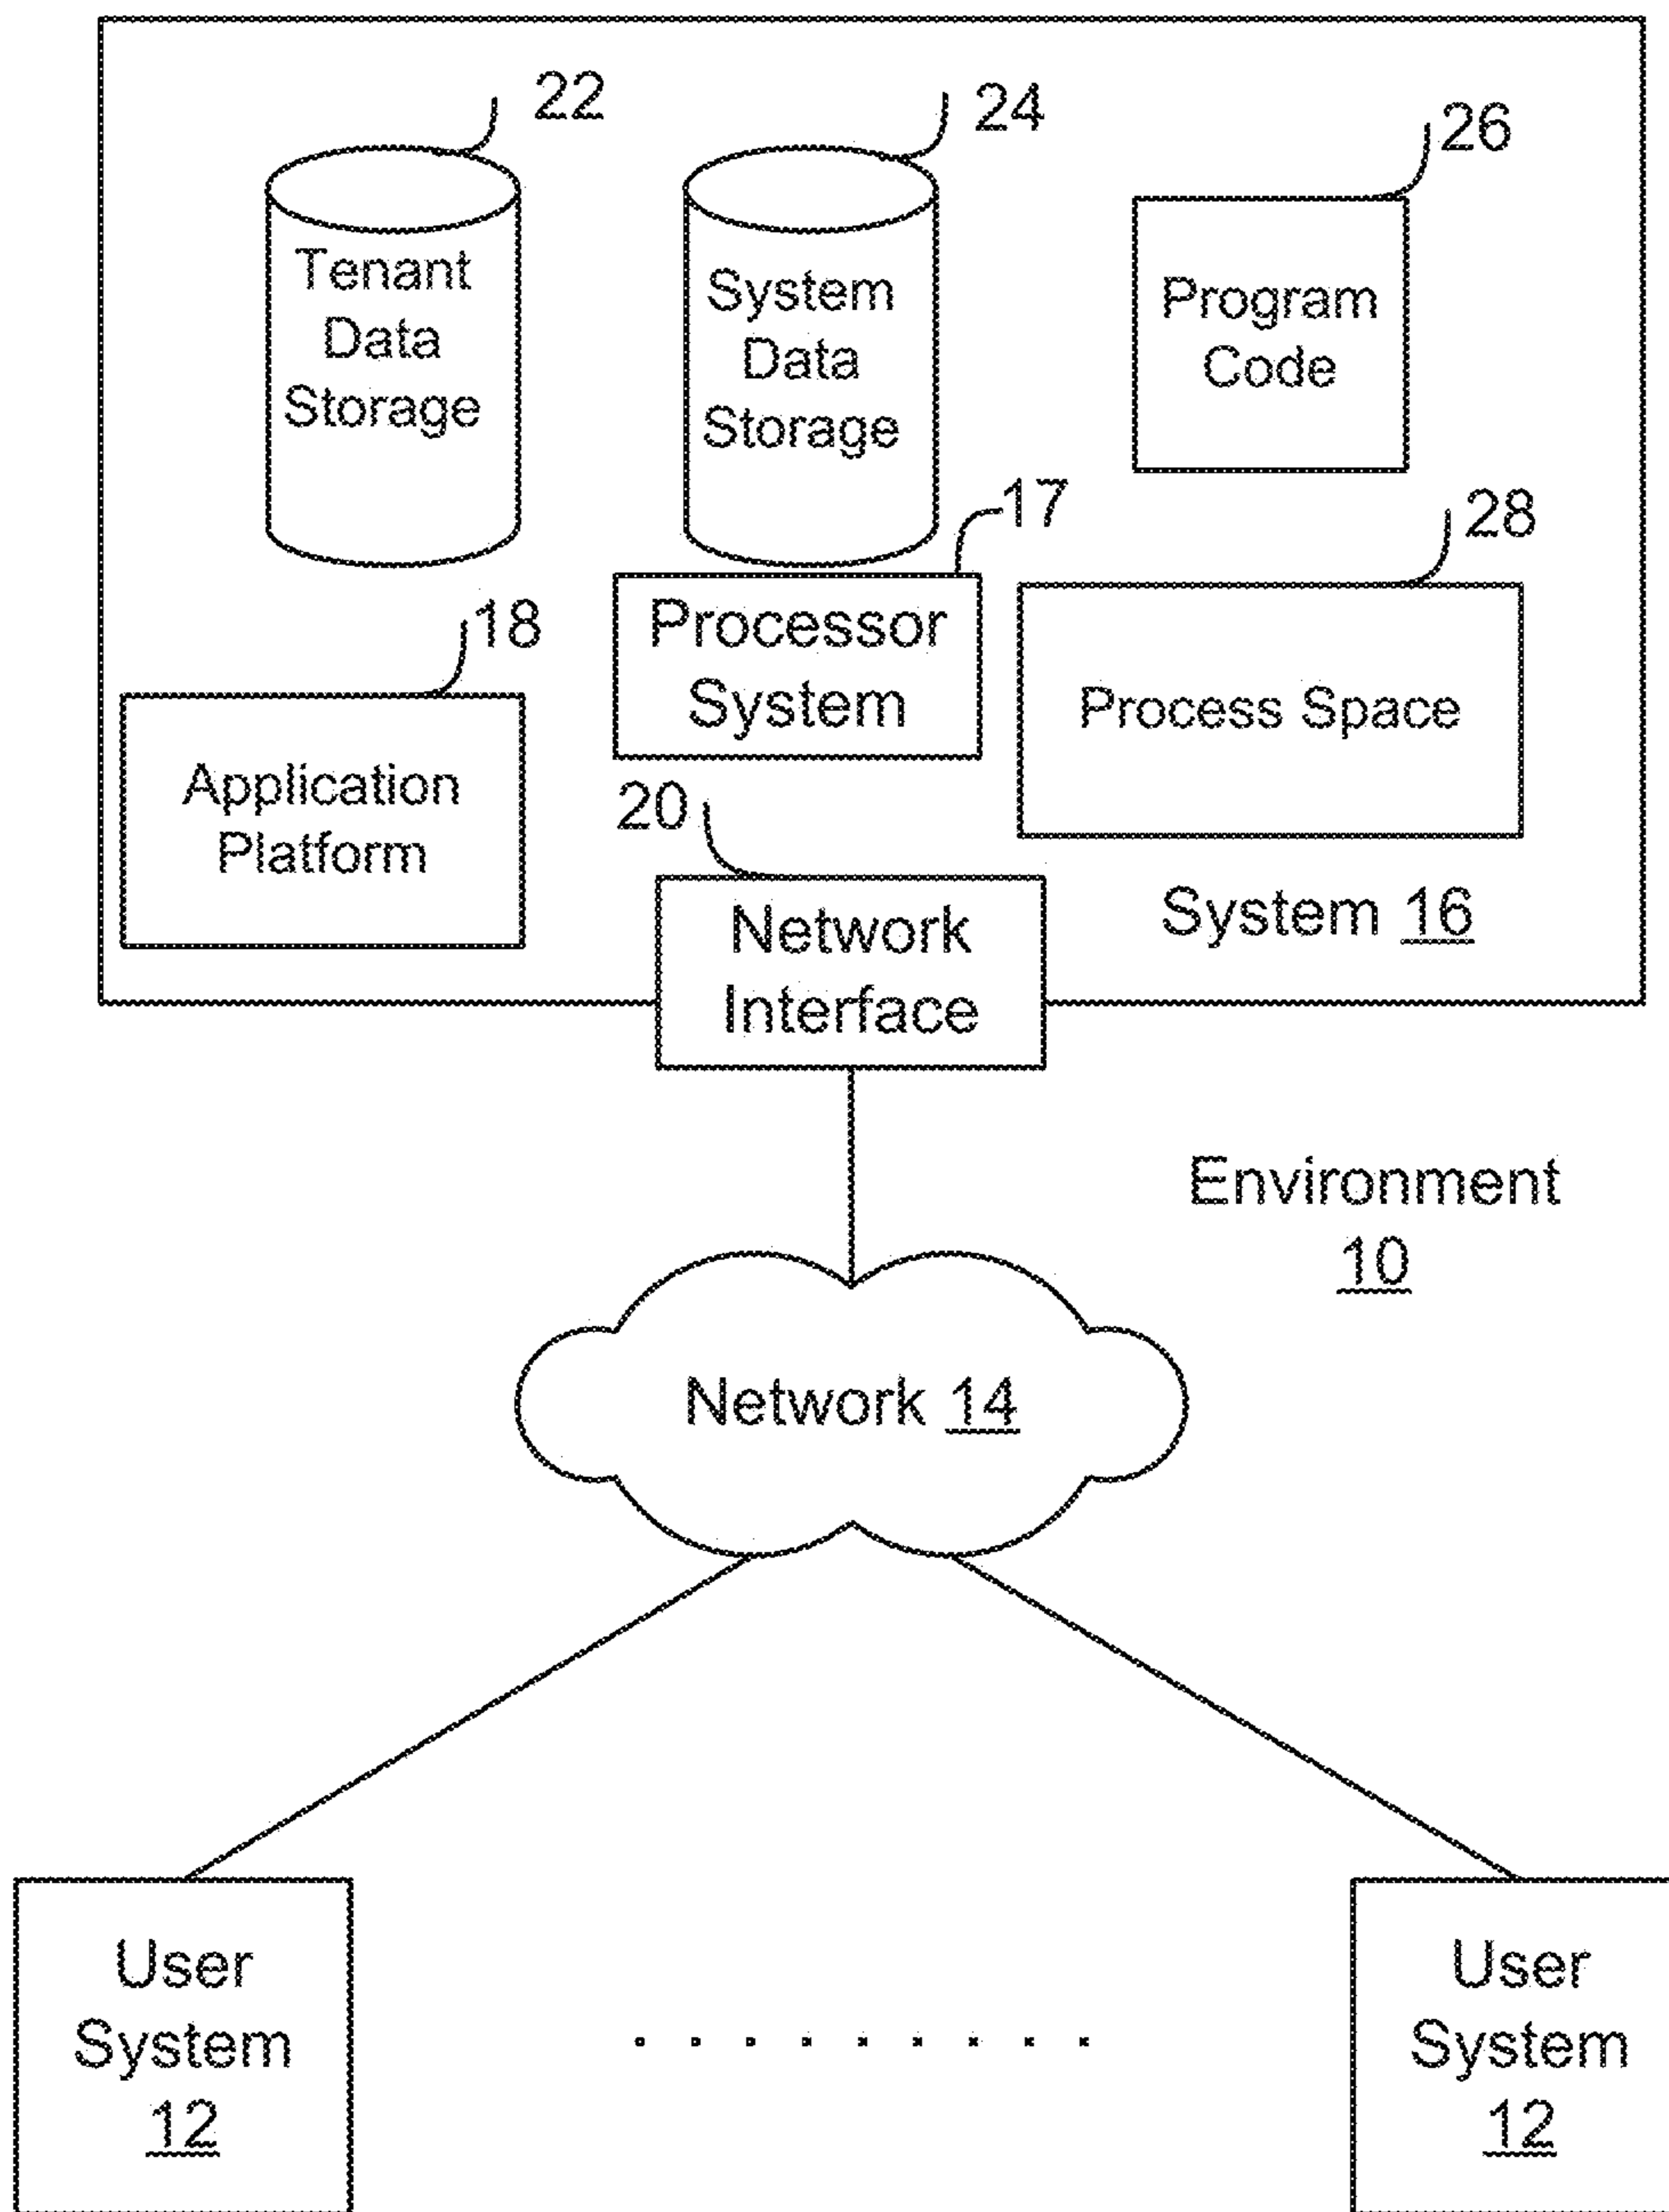 22
24
26
Tenant
Data
Storage
System
Data
Storage
Program
Code
17
28
18
Processor
System
Process Space
Application
Platform
20
Network
Interface
System 16
Environment
10
Network 14
User
System
12
User
System
12